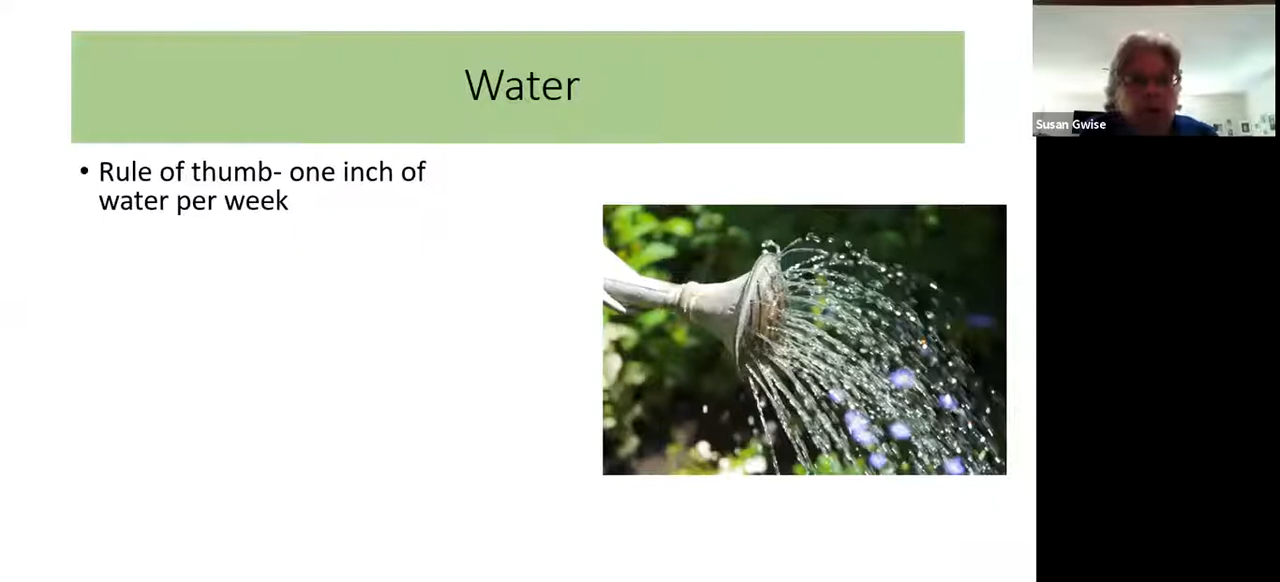 Water
• Rule of thumb- one inch of
water per week
Susan Gwise